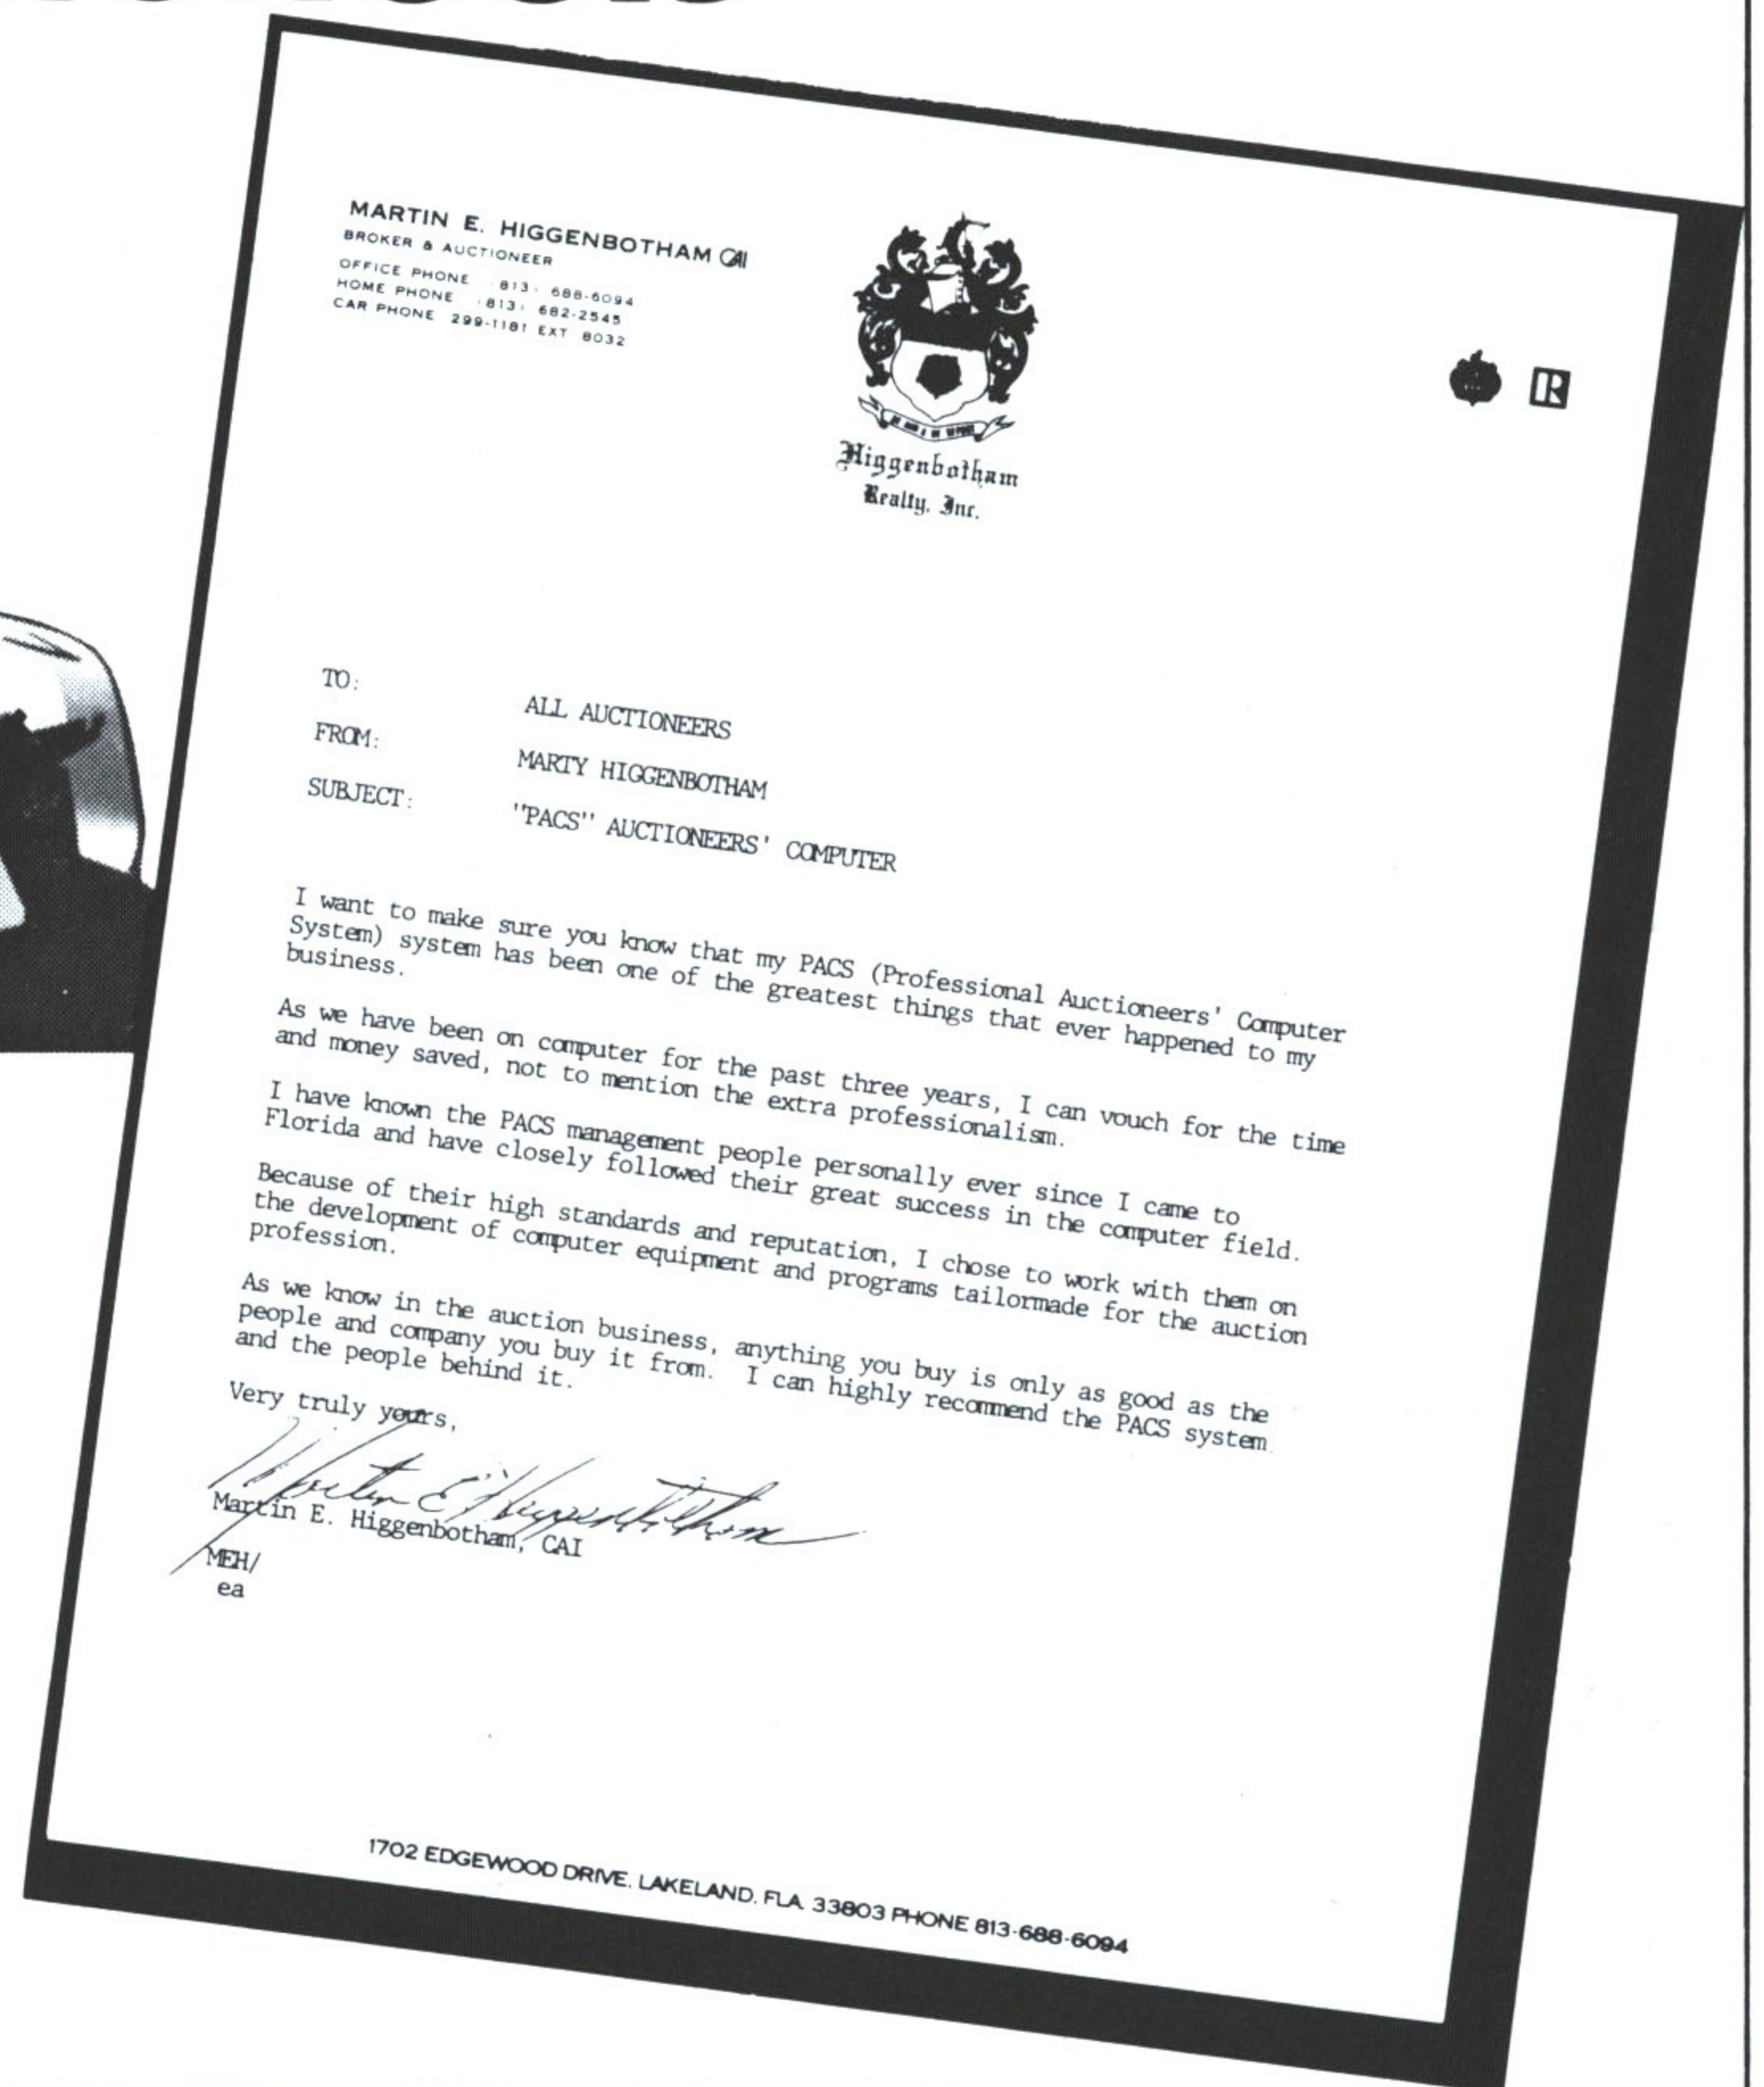 MARTIN E. HIGGENBOTHAM CAI
BROKER & AUCTIONEER
OFFICE PHONE (813) 688-6094
HOME PHONE (813) 682-2545
CAR PHONE 299-1181 EXT 8032
Higgenbotham
Realty, Inc.
R
TO: ALL AUCTIONEERS
FROM: MARTY HIGGENBOTHAM
SUBJECT: "PACS" AUCTIONEERS' COMPUTER
I want to make sure you know that my PACS (Professional Auctioneers' Computer
System) system has been one of the greatest things that ever happened to my
business.
As we have been on computer for the past three years, I can vouch for the time
and money saved, not to mention the extra professionalism.
I have known the PACS management people personally ever since I came to
Florida and have closely followed their great success in the computer field.
Because of their high standards and reputation, I chose to work with them on
the development of computer equipment and programs tailormade for the auction
profession.
As we know in the auction business, anything you buy is only as good as the
people and company you buy it from. I can highly recommend the PACS system
and the people behind it.
Very truly yours,
Martin E. Higgenbotham
Martin E. Higgenbotham, CAI
MEH/
ea
1702 EDGEWOOD DRIVE, LAKELAND, FLA. 33803 PHONE 813-688-6094